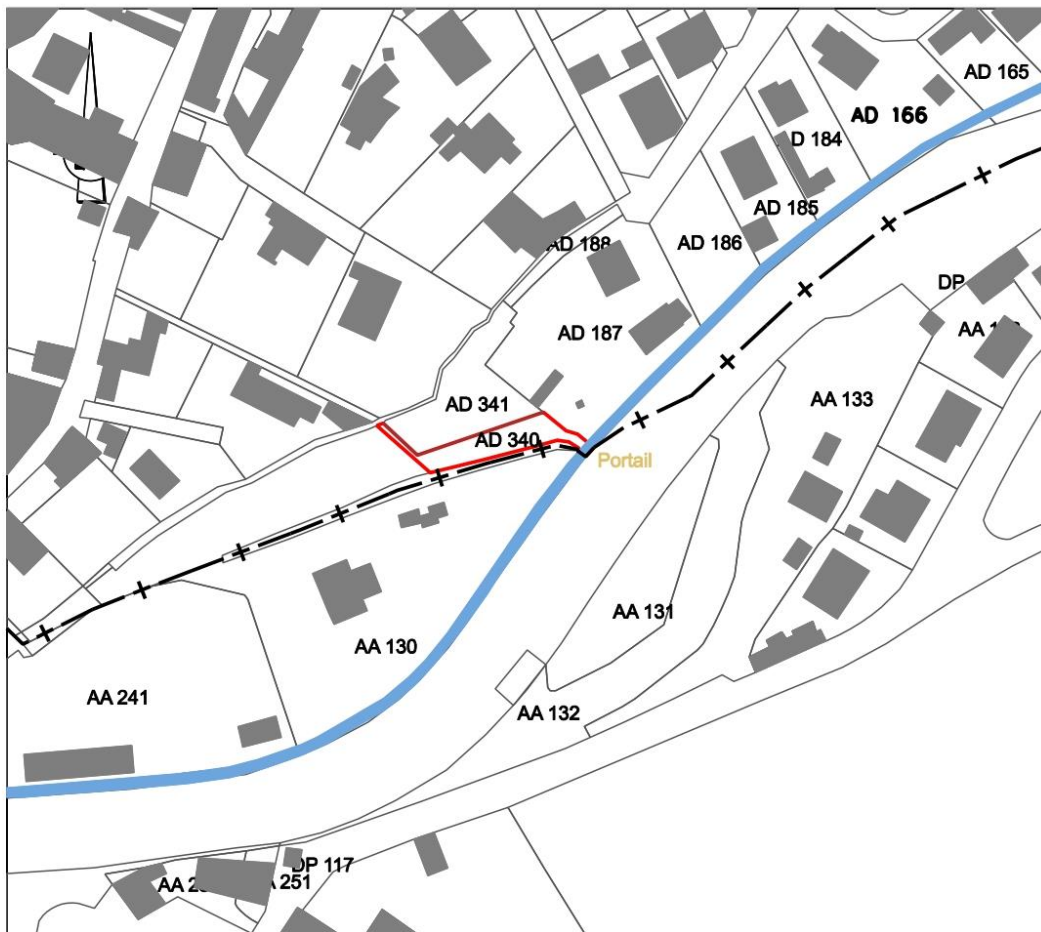 AD 165
AD 166
D 184
AD 185
AD 188
AD 186
DP
AD 187
AA 133
AD 341
AD 340
Portail
AA 131
AA 130
AA 241
AA 132
DP 117
AA
251